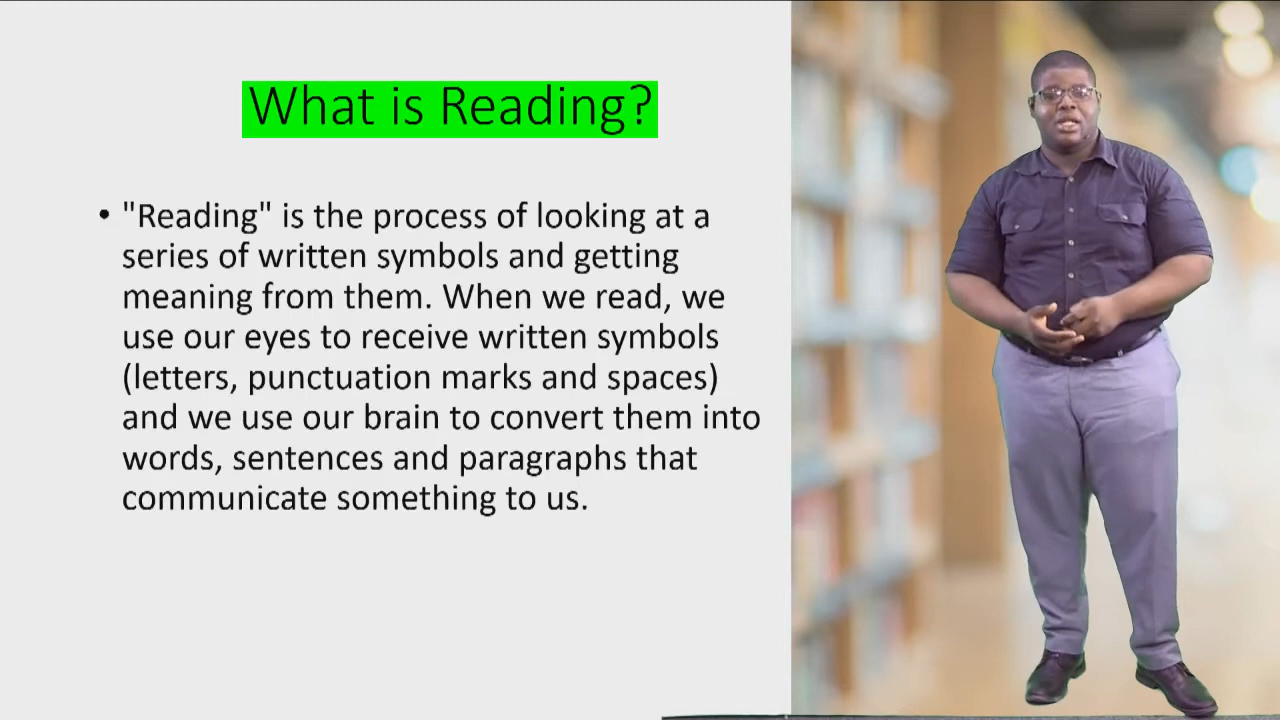 What is Reading?
• "Reading" is the process of looking at a
series of written symbols and getting
meaning from them. When we read, we
use our eyes to receive written symbols
(letters, punctuation marks and spaces)
and we use our brain to convert them into
words, sentences and paragraphs that
communicate something to us.